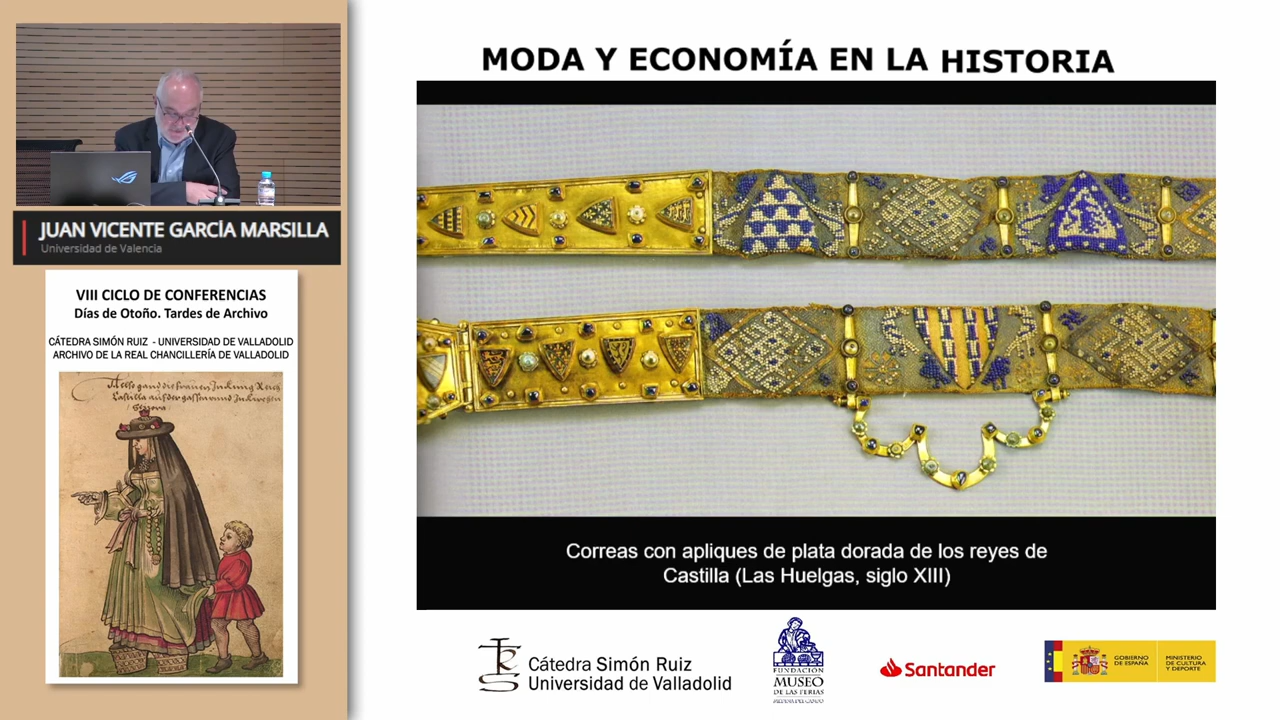 JUAN VICENTE GARCÍA MARSILLA
Universidad de Valencia
VIII CICLO DE CONFERENCIAS
Días de Otoño. Tardes de Archivo
CÁTEDRA SIMÓN RUIZ - UNIVERSIDAD DE VALLADOLID
ARCHIVO DE LA REAL CHANCILLERÍA DE VALLADOLID
MODA Y ECONOMÍA EN LA HISTORIA
Correas con apliques de plata dorada de los reyes de
Castilla (Las Huelgas, siglo XIII)
Cátedra Simón Ruiz
Universidad de Valladolid
FUNDACIÓN
MUSEO
DE LAS FERIAS
MEDINA DEL CAMPO
Santander
GOBIERNO
DE ESPAÑA
MINISTERIO
DE CULTURA
Y DEPORTE